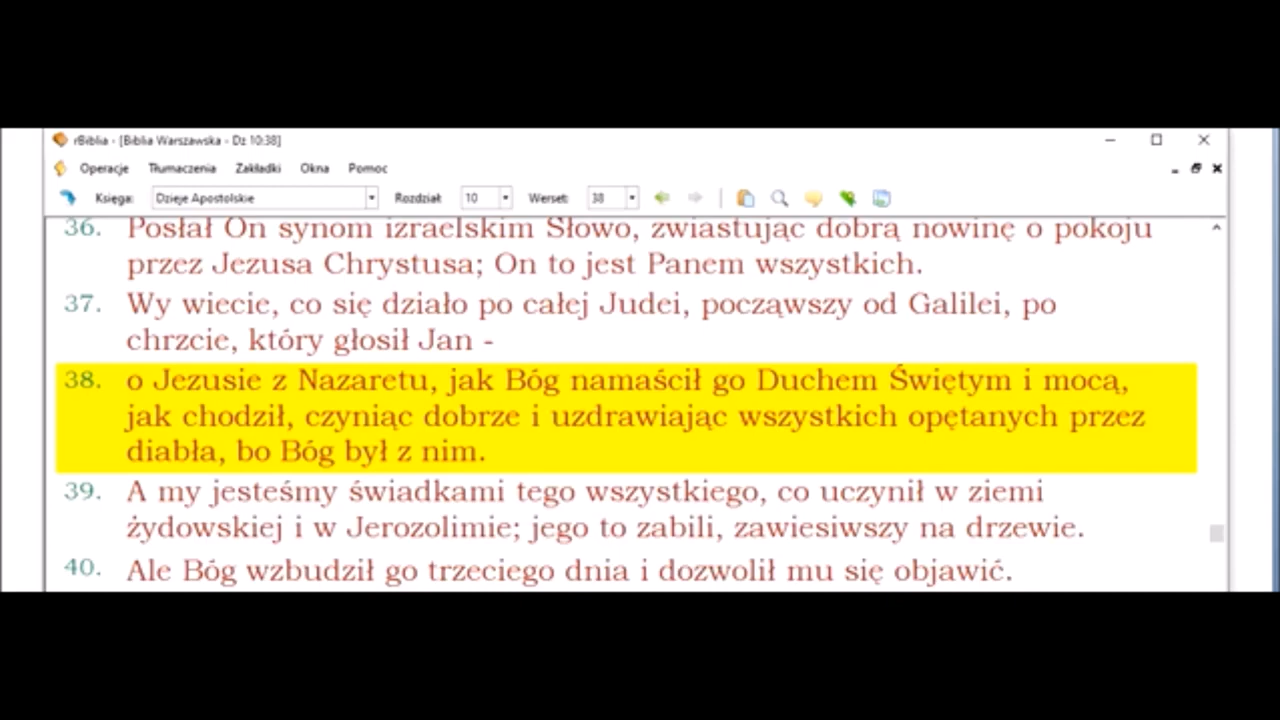 rBiblia - [Biblia Warszawska - Dz 10:38]
Operacje Tłumaczenia Zakładki Okna Pomoc
Księga: Dzieje Apostolskie Rozdział 10 Werset: 38
36. Posłał On synom izraelskim Słowo, zwiastując dobrą nowinę o pokoju
przez Jezusa Chrystusa; On to jest Panem wszystkich.
37. Wy wiecie, co się działo po całej Judei, począwszy od Galilei, po
chrzcie, który głosił Jan -
38. o Jezusie z Nazaretu, jak Bóg namaścił go Duchem Świętym i mocą,
jak chodził, czyniąc dobrze i uzdrawiając wszystkich opętanych przez
diabła, bo Bóg był z nim.
39. A my jesteśmy świadkami tego wszystkiego, co uczynił w ziemi
żydowskiej i w Jerozolimie; jego to zabili, zawiesiwszy na drzewie.
40. Ale Bóg wzbudził go trzeciego dnia i dozwolił mu się objawić.